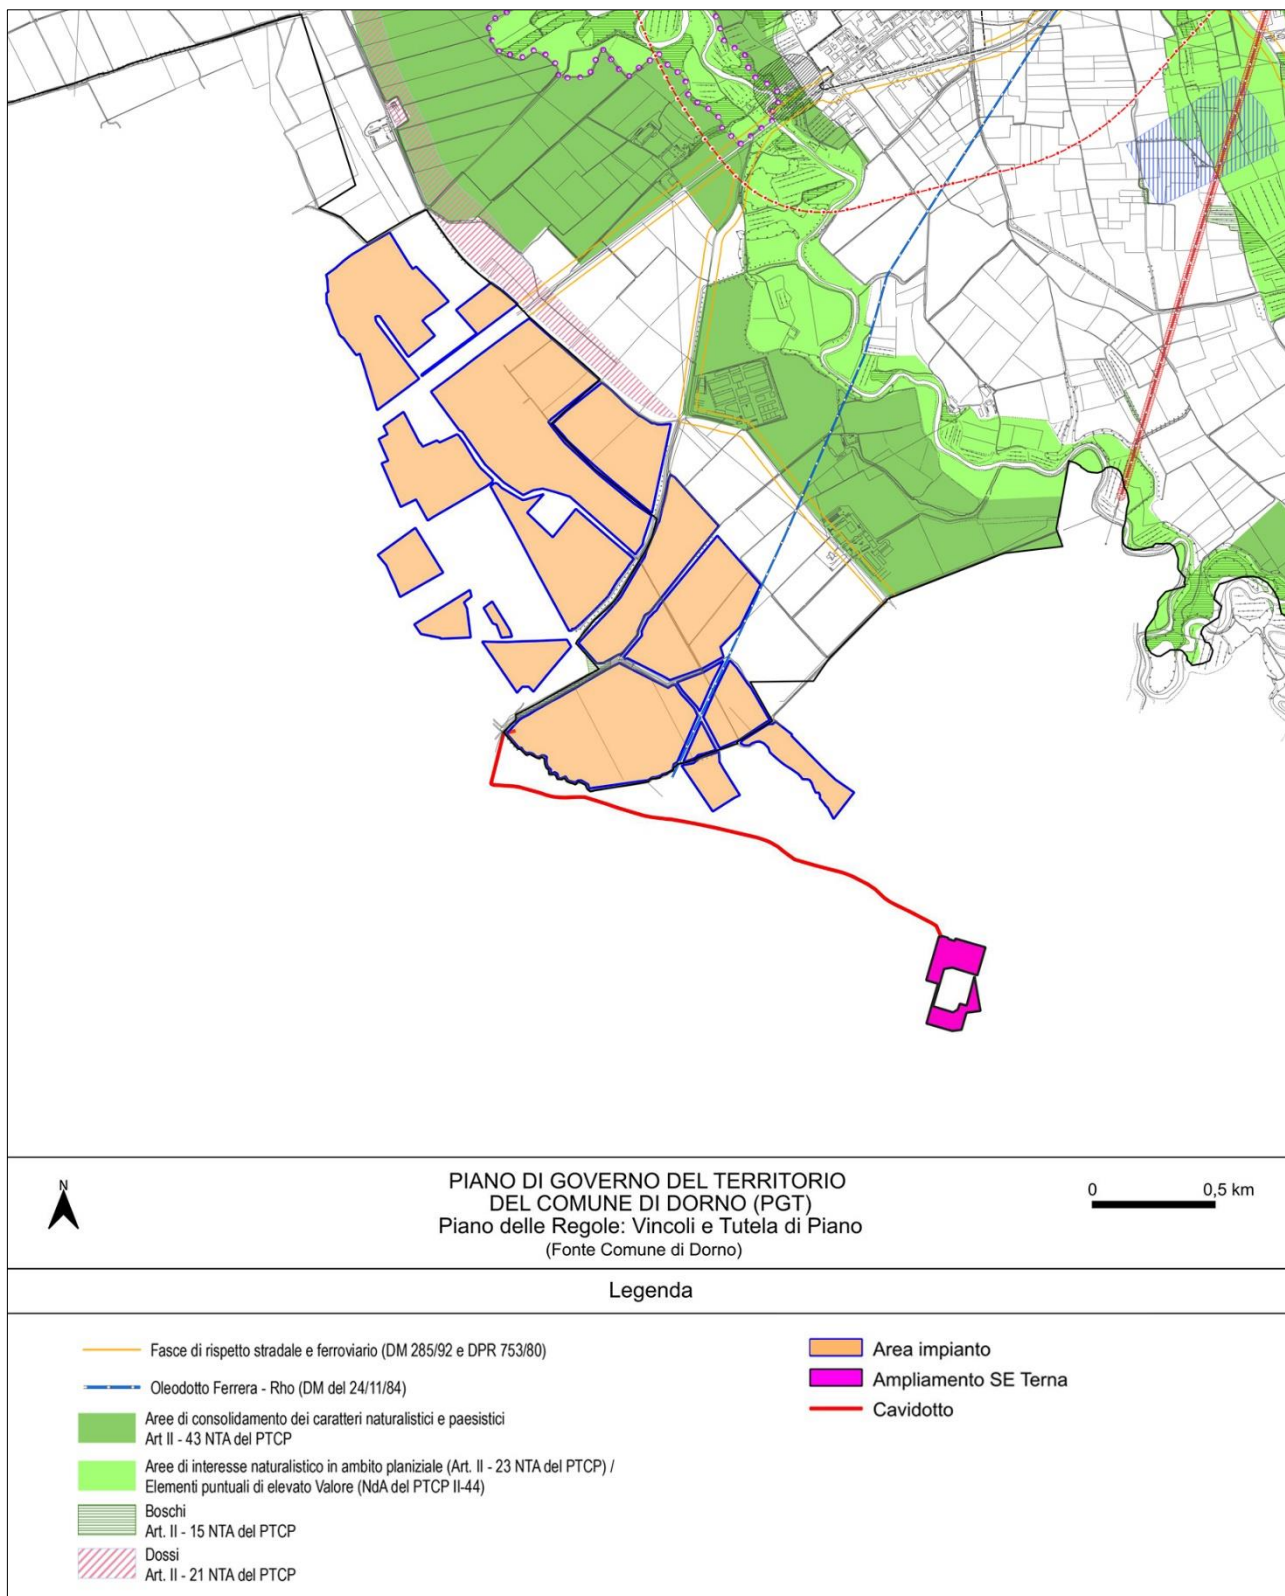 N
PIANO DI GOVERNO DEL TERRITORIO
DEL COMUNE DI DORNO (PGT)
Piano delle Regole: Vincoli e Tutela di Piano
(Fonte Comune di Dorno)
0 0,5 km
Legenda
Fasce di rispetto stradale e ferroviario (DM 285/92 e DPR 753/80)
Oleodotto Ferrera - Rho (DM del 24/11/84)
Aree di consolidamento dei caratteri naturalistici e paesistici
Art II - 43 NTA del PTCP
Aree di interesse naturalistico in ambito planiziale (Art. II - 23 NTA del PTCP) /
Elementi puntuali di elevato Valore (NdA del PTCP II-44)
Boschi
Art. II - 15 NTA del PTCP
Dossi
Art. II - 21 NTA del PTCP
Area impianto
Ampliamento SE Terna
Cavidotto